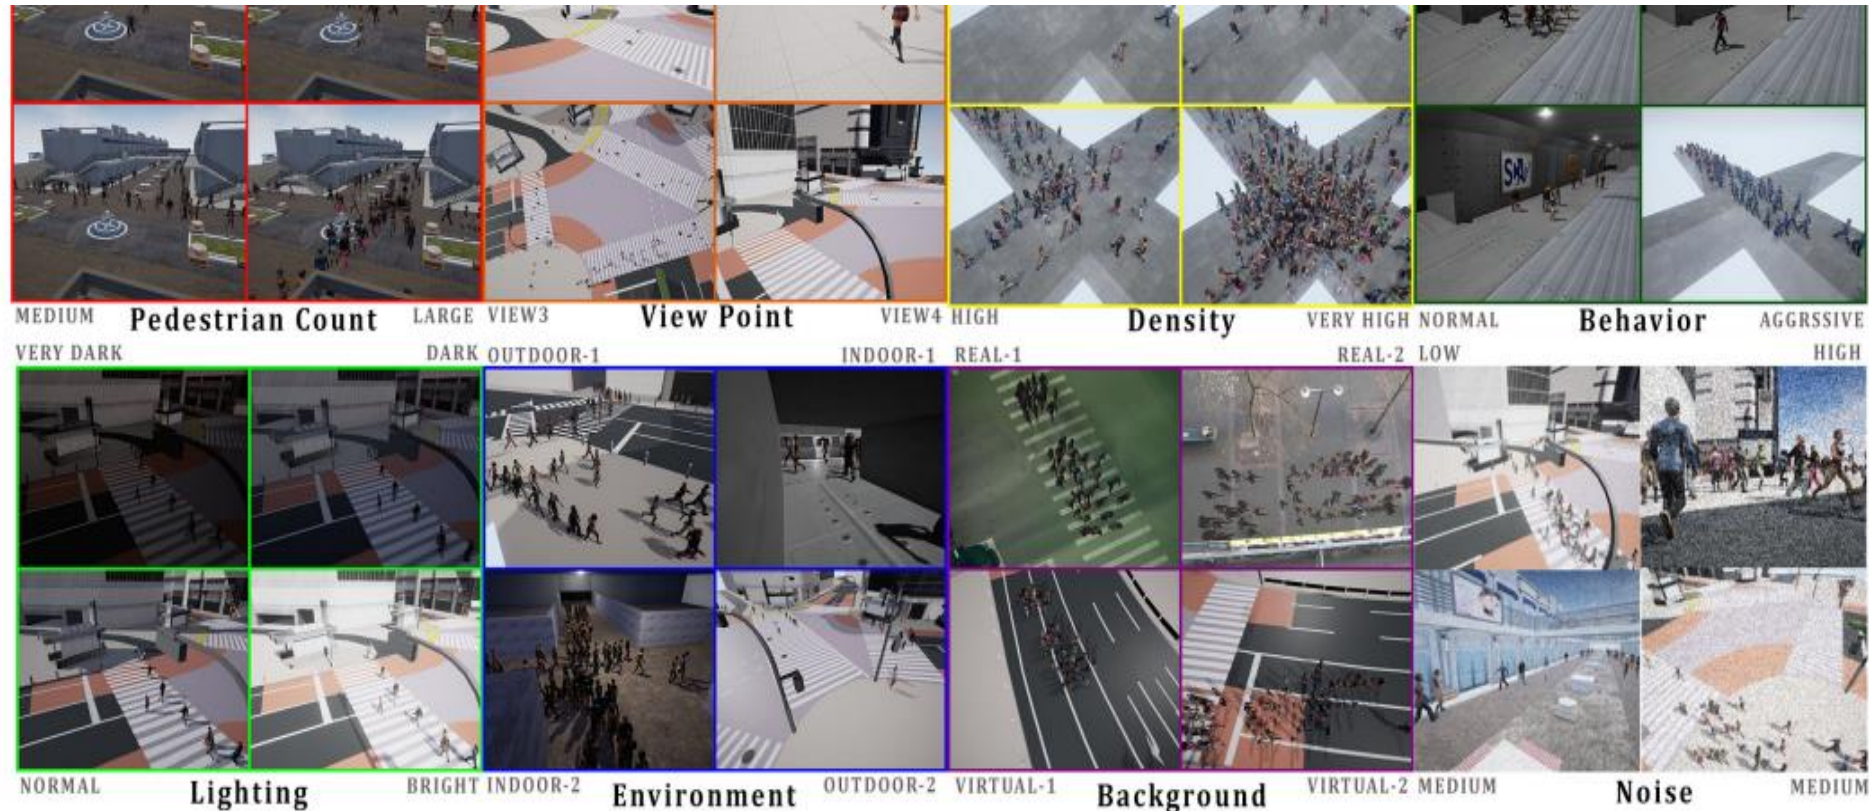 MEDIUM Pedestrian Count LARGE VIEW3 View Point VIEW4 HIGH Density VERY HIGH NORMAL Behavior AGGRSSIVE
VERY DARK DARK OUTDOOR-1 INDOOR-1 REAL-1 REAL-2 LOW HIGH
NORMAL Lighting BRIGHT INDOOR-2 Environment OUTDOOR-2 VIRTUAL-1 Background VIRTUAL-2 MEDIUM Noise MEDIUM